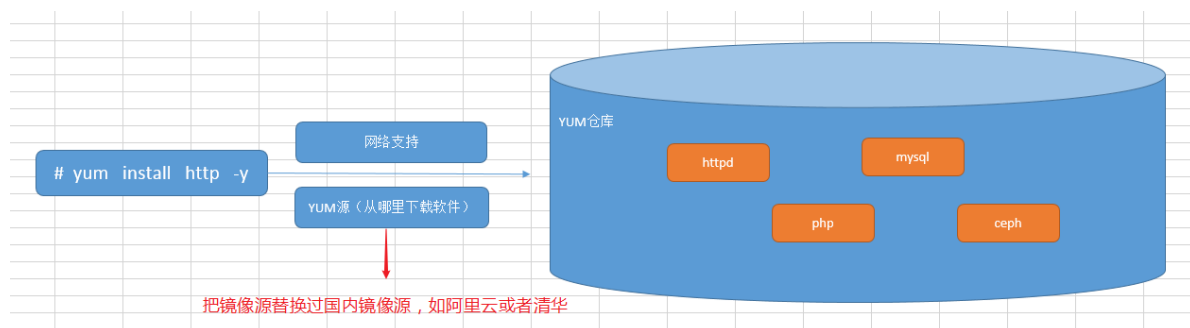 # yum install http -y
网络支持
YUM源（从哪里下载软件）
把镜像源替换过国内镜像源，如阿里云或者清华
YUM仓库
httpd
mysql
php
ceph